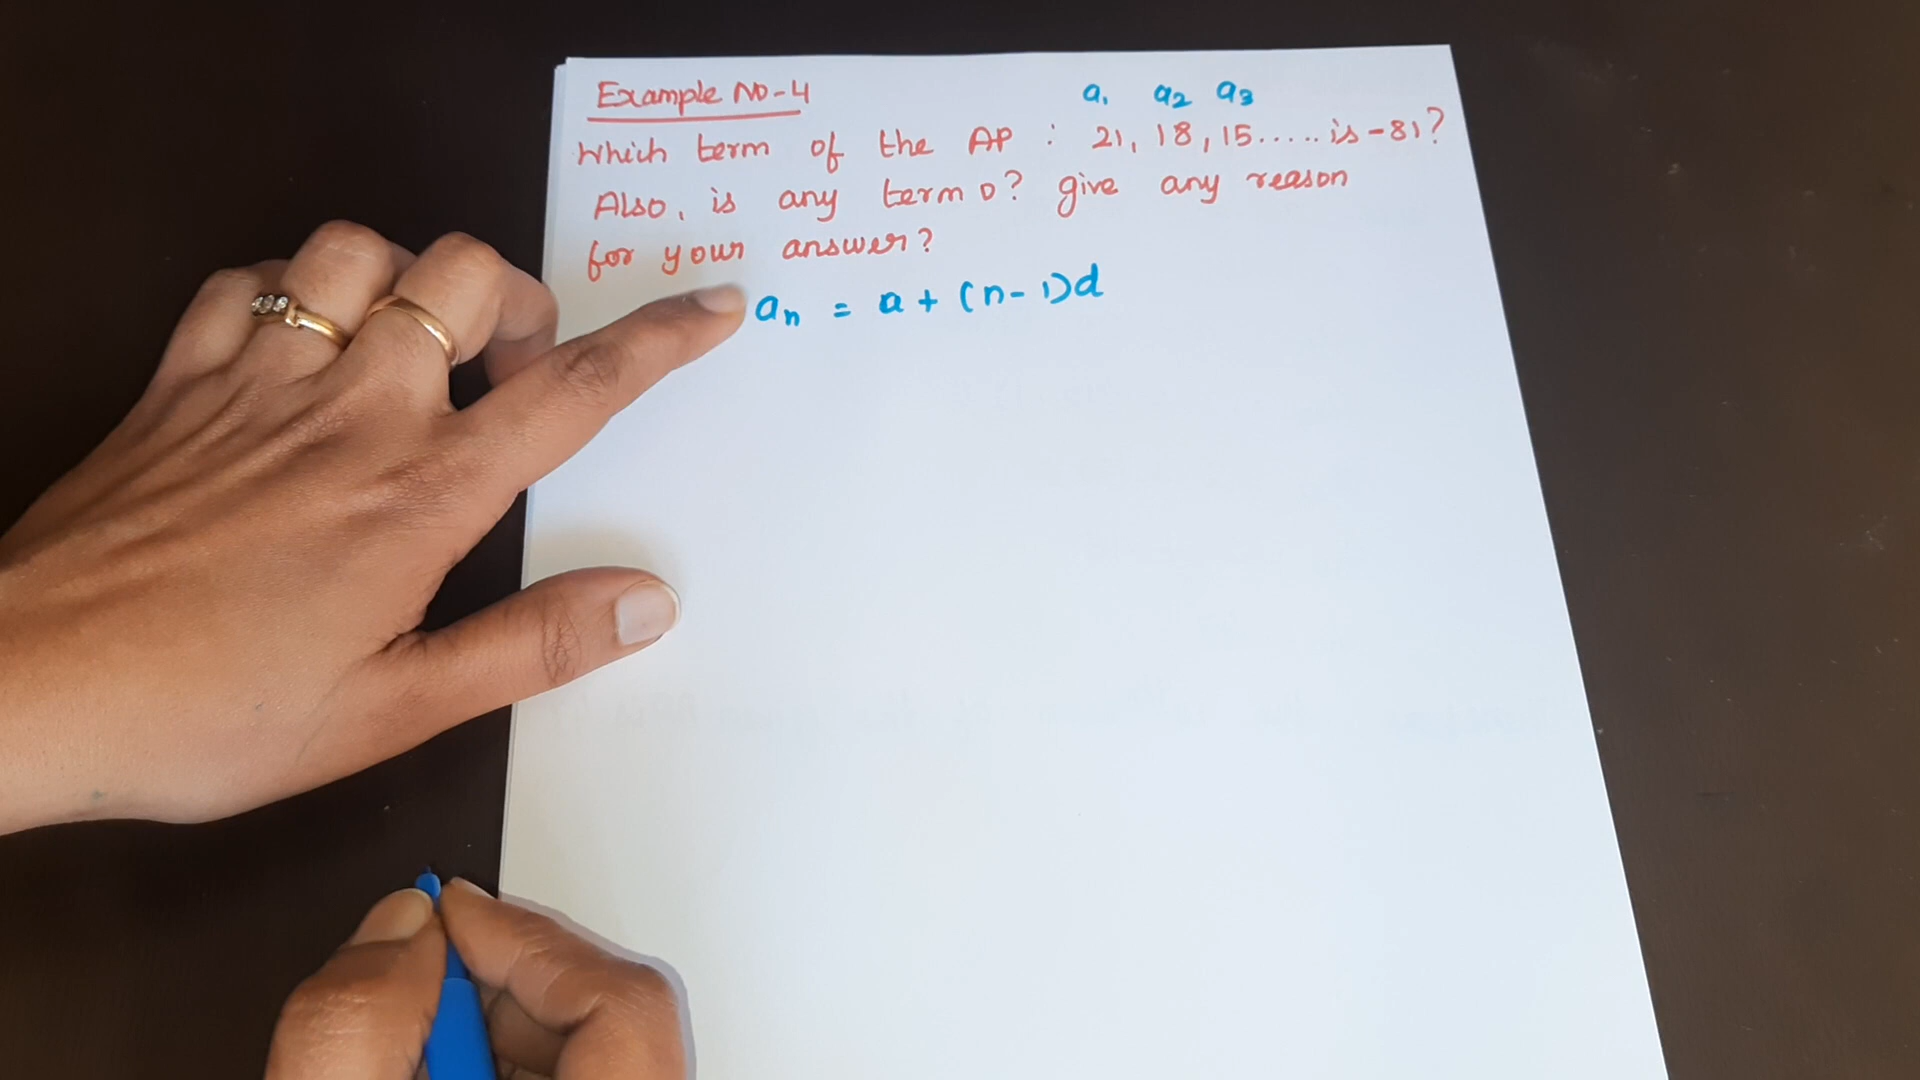 Example No-4
a1 a2 a3
Which term of the AP : 21, 18, 15..... is -81?
Also, is any term 0? give any reason
for your answer?
an = a + (n-1)d